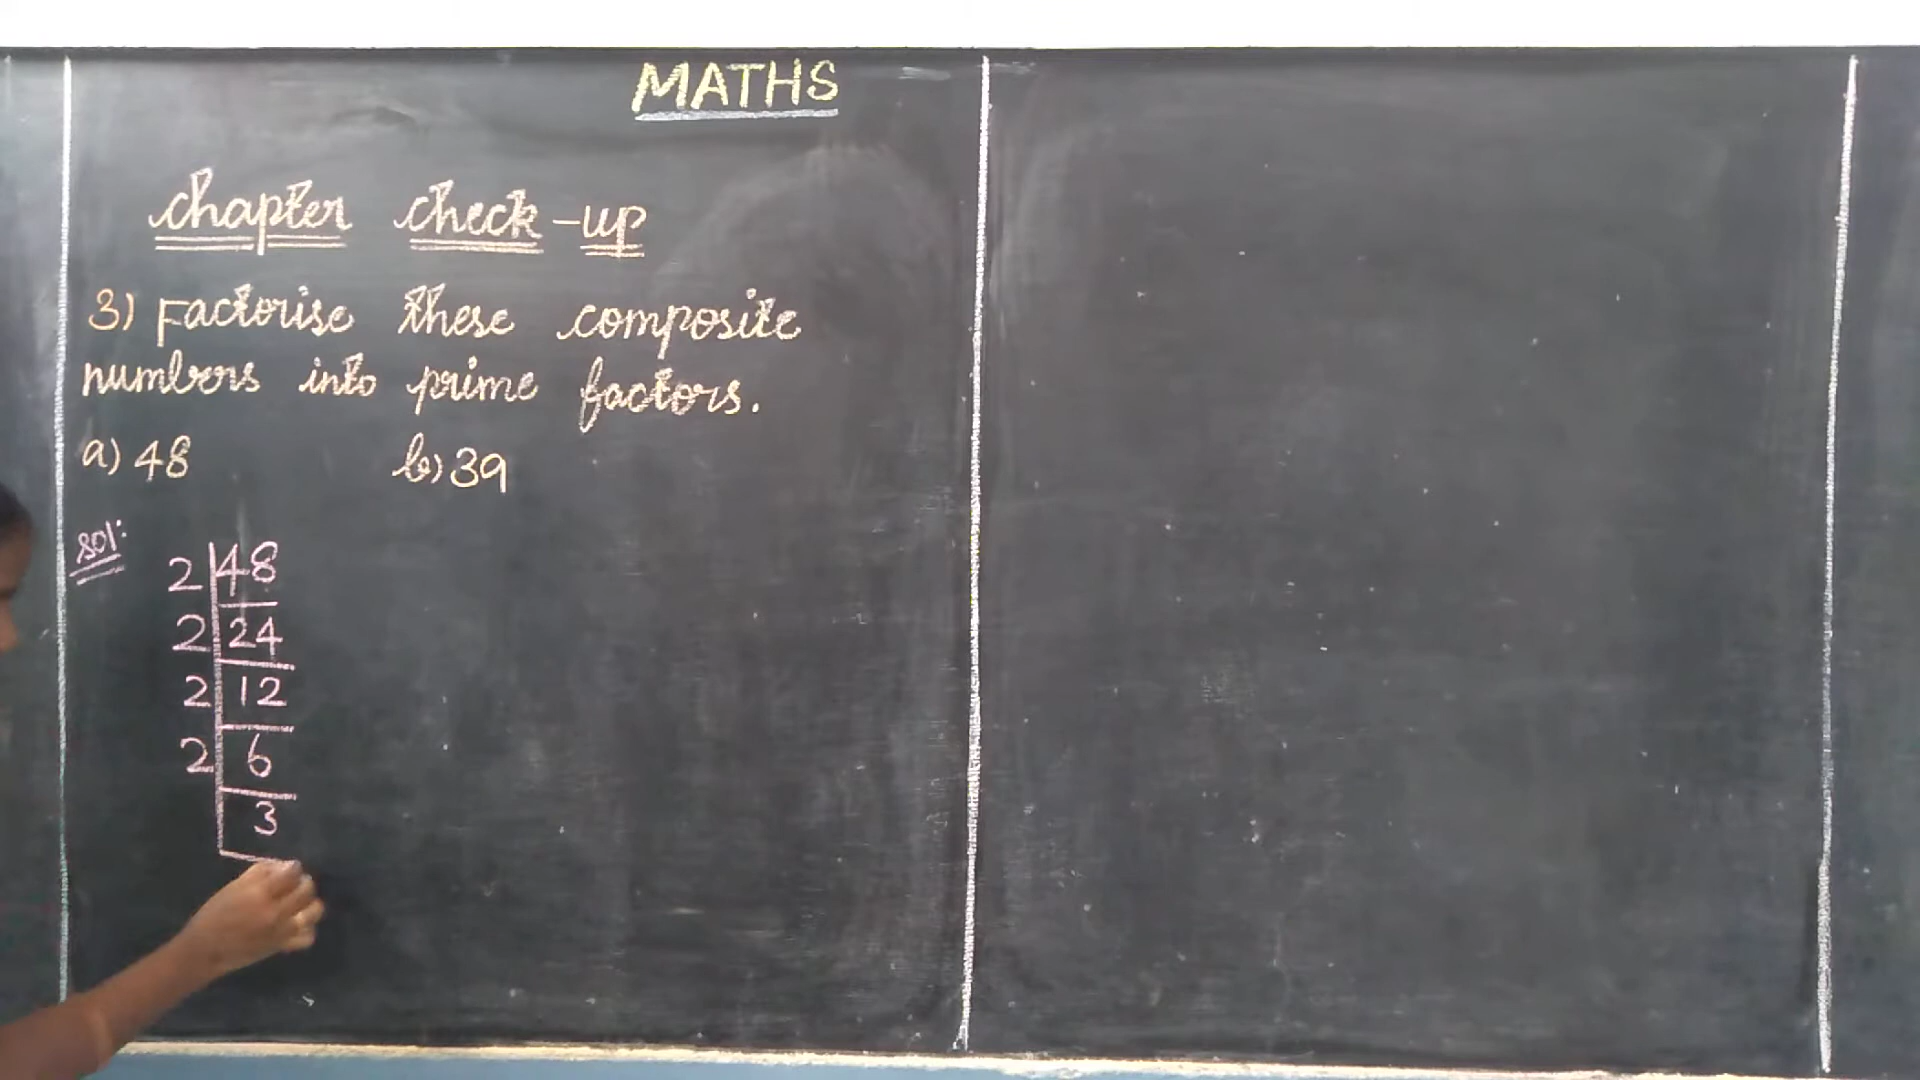 MATHS
chapter check-up
3) Factorise these composite
numbers into prime factors.
a) 48 b) 39
sol:
2 48
2 24
2 12
2 6
3